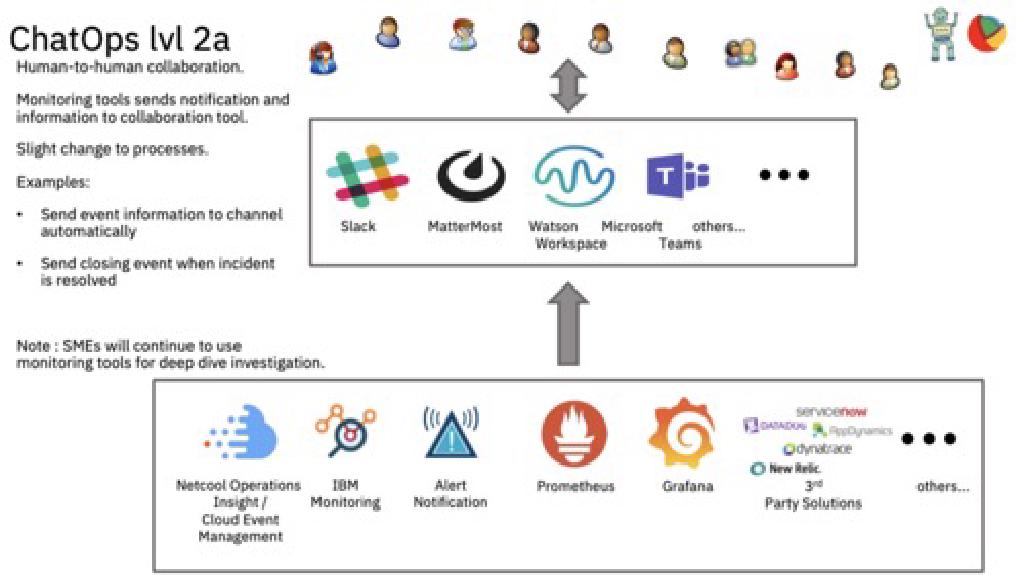 ChatOps lvl 2a
Human-to-human collaboration.
Monitoring tools sends notification and
information to collaboration tool.
Slight change to processes.
Examples:
• Send event information to channel
automatically
• Send closing event when incident
is resolved
Note : SMEs will continue to use
monitoring tools for deep dive investigation.
T
Slack
MatterMost
Watson
Workspace
Microsoft
Teams
others...
servicenow
DATADOG
AppDynamics
dynatrace
New Relic.
Netcool Operations
Insight /
Cloud Event
Management
IBM
Monitoring
Alert
Notification
Prometheus
Grafana
3rd
Party Solutions
others...